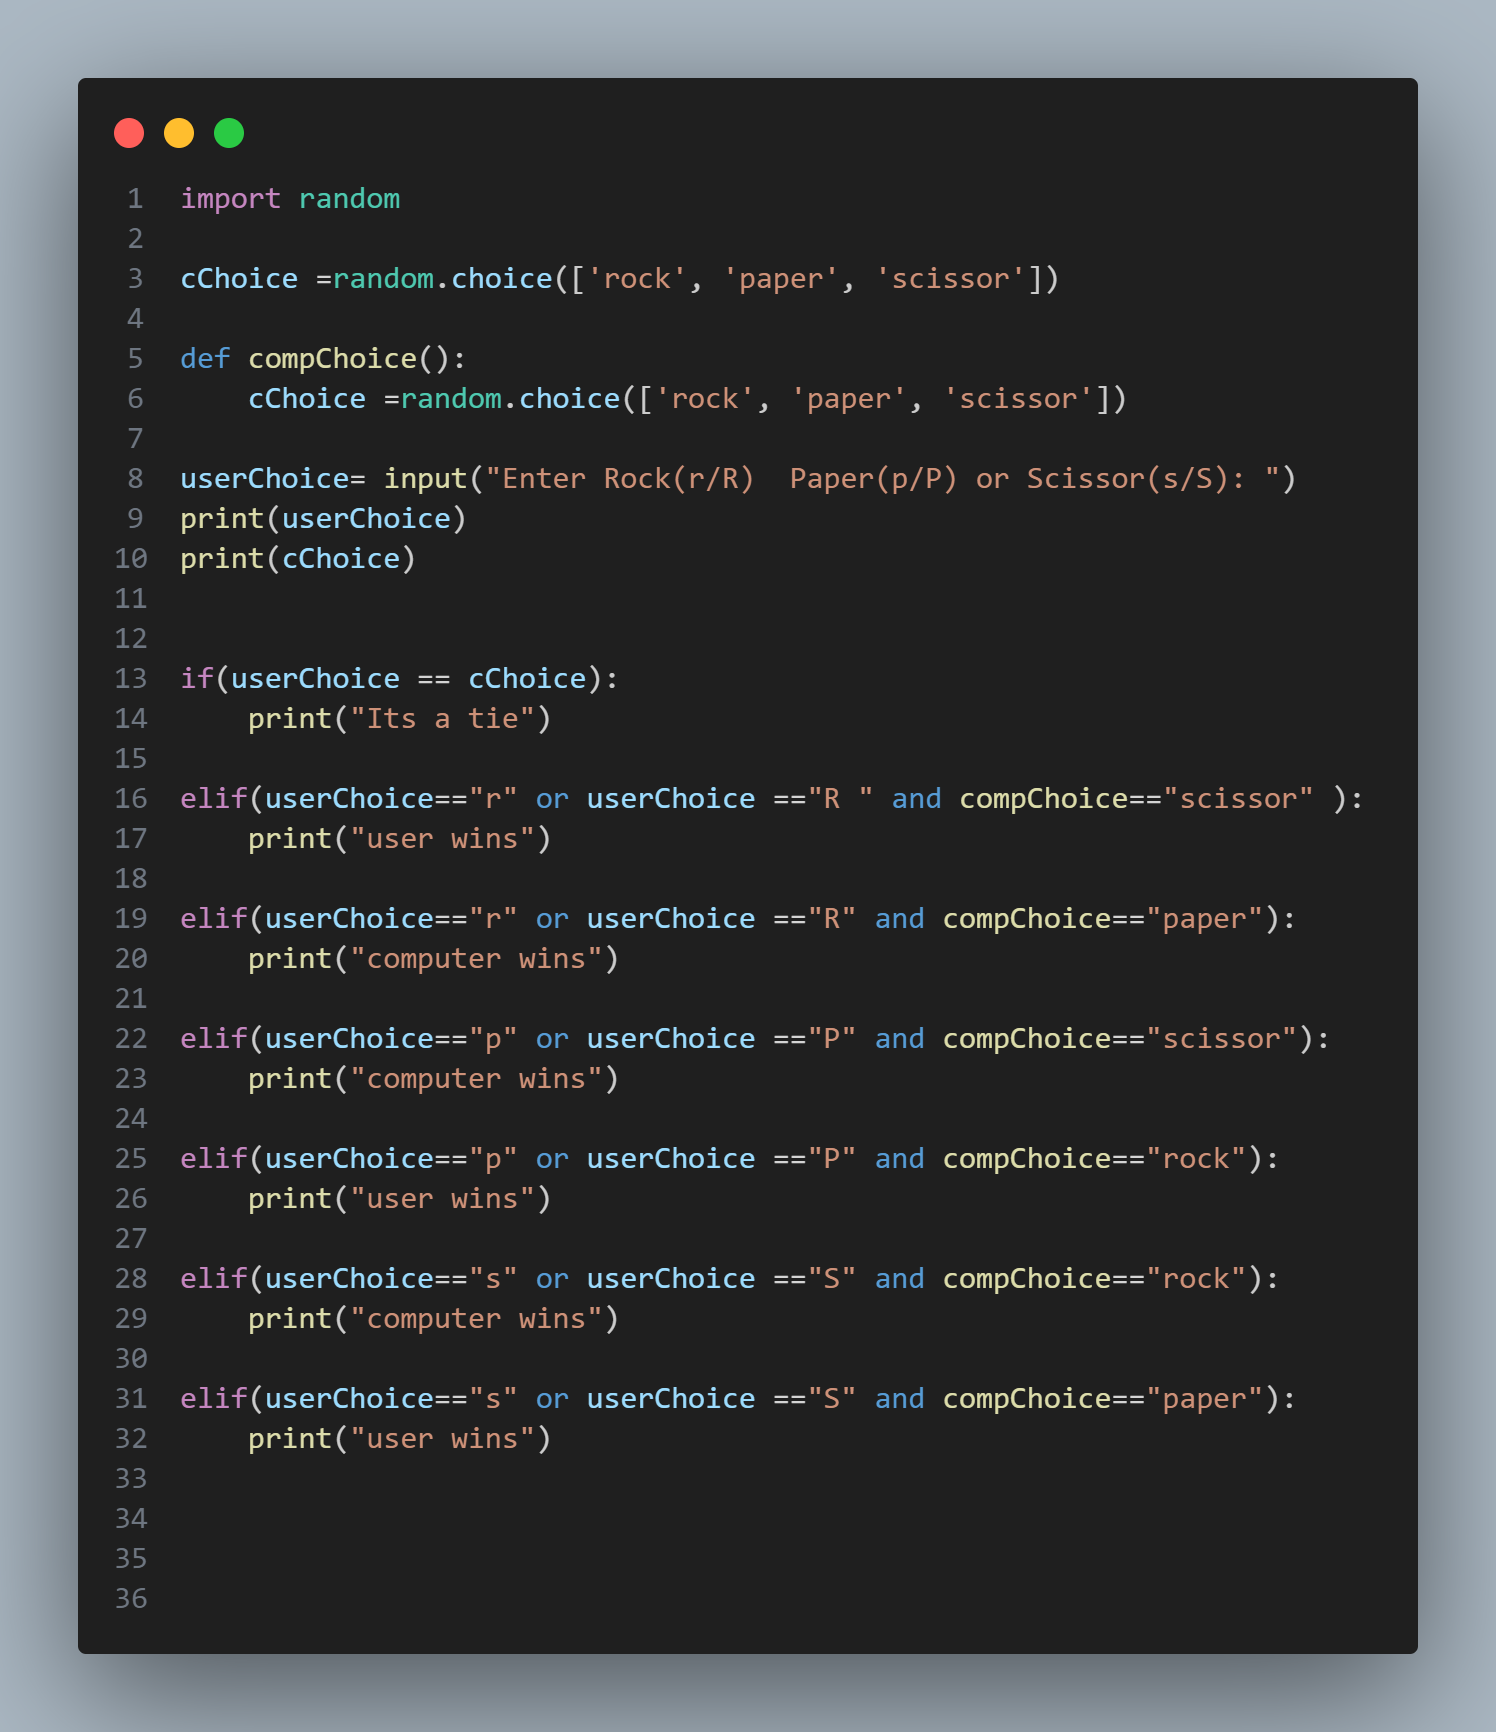 1 import random
2
3 cChoice =random.choice(['rock', 'paper', 'scissor'])
4
5 def compChoice():
6     cChoice =random.choice(['rock', 'paper', 'scissor'])
7
8 userChoice= input("Enter Rock(r/R)  Paper(p/P) or Scissor(s/S): ")
9 print(userChoice)
10 print(cChoice)
11
12
13 if(userChoice == cChoice):
14     print("Its a tie")
15
16 elif(userChoice=="r" or userChoice =="R " and compChoice=="scissor" ):
17     print("user wins")
18
19 elif(userChoice=="r" or userChoice =="R" and compChoice=="paper"):
20     print("computer wins")
21
22 elif(userChoice=="p" or userChoice =="P" and compChoice=="scissor"):
23     print("computer wins")
24
25 elif(userChoice=="p" or userChoice =="P" and compChoice=="rock"):
26     print("user wins")
27
28 elif(userChoice=="s" or userChoice =="S" and compChoice=="rock"):
29     print("computer wins")
30
31 elif(userChoice=="s" or userChoice =="S" and compChoice=="paper"):
32     print("user wins")
33
34
35
36